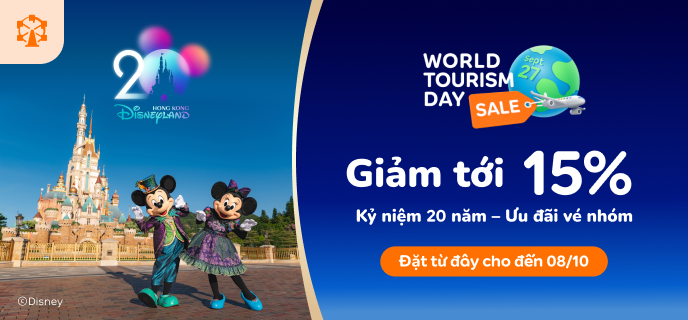 20
HONG KONG
DISNEYLAND
©Disney
WORLD
TOURISM
DAY
SALE
Sept
27
Giảm tới 15%
Kỷ niệm 20 năm – Ưu đãi vé nhóm
Đặt từ đây cho đến 08/10